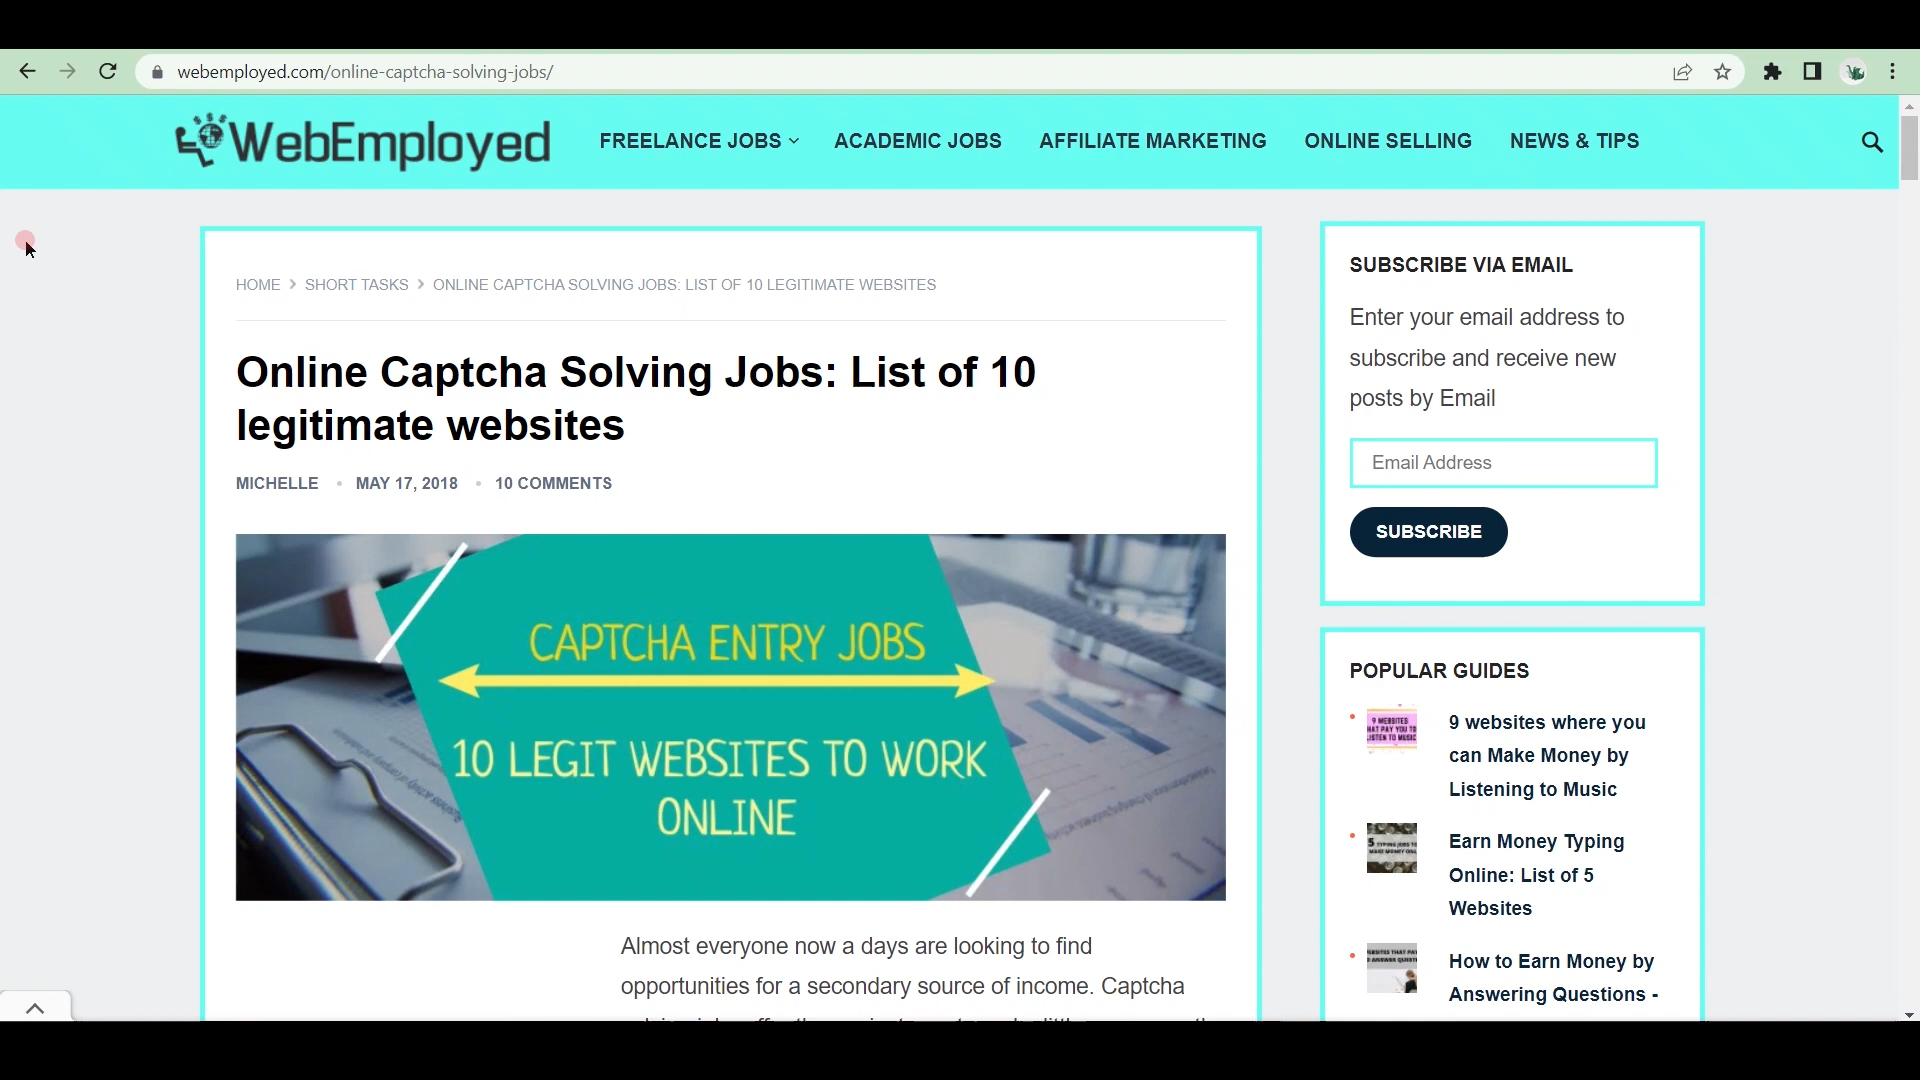 webemployed.com/online-captcha-solving-jobs/
WebEmployed
FREELANCE JOBS
ACADEMIC JOBS
AFFILIATE MARKETING
ONLINE SELLING
NEWS & TIPS
HOME > SHORT TASKS > ONLINE CAPTCHA SOLVING JOBS: LIST OF 10 LEGITIMATE WEBSITES
Online Captcha Solving Jobs: List of 10
legitimate websites
MICHELLE • MAY 17, 2018 • 10 COMMENTS
CAPTCHA ENTRY JOBS
10 LEGIT WEBSITES TO WORK
ONLINE
Almost everyone now a days are looking to find
opportunities for a secondary source of income. Captcha
SUBSCRIBE VIA EMAIL
Enter your email address to
subscribe and receive new
posts by Email
Email Address
SUBSCRIBE
POPULAR GUIDES
9 websites where you
can Make Money by
Listening to Music
Earn Money Typing
Online: List of 5
Websites
How to Earn Money by
Answering Questions -